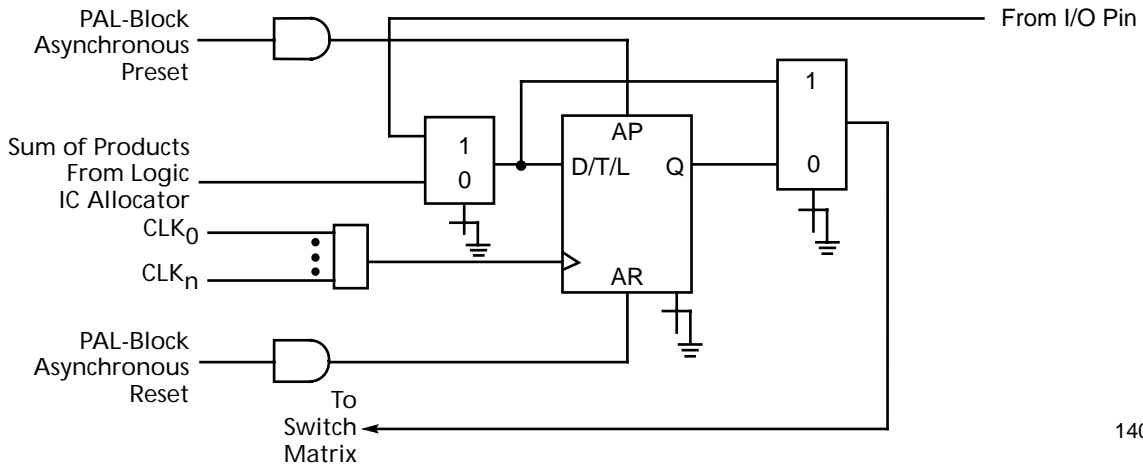 PAL-Block
Asynchronous
Preset
From I/O Pin
1
0
AP
D/T/L Q
AR
1
0
Sum of Products
From Logic
IC Allocator
CLK0
CLKn
PAL-Block
Asynchronous
Reset
To
Switch
Matrix
140